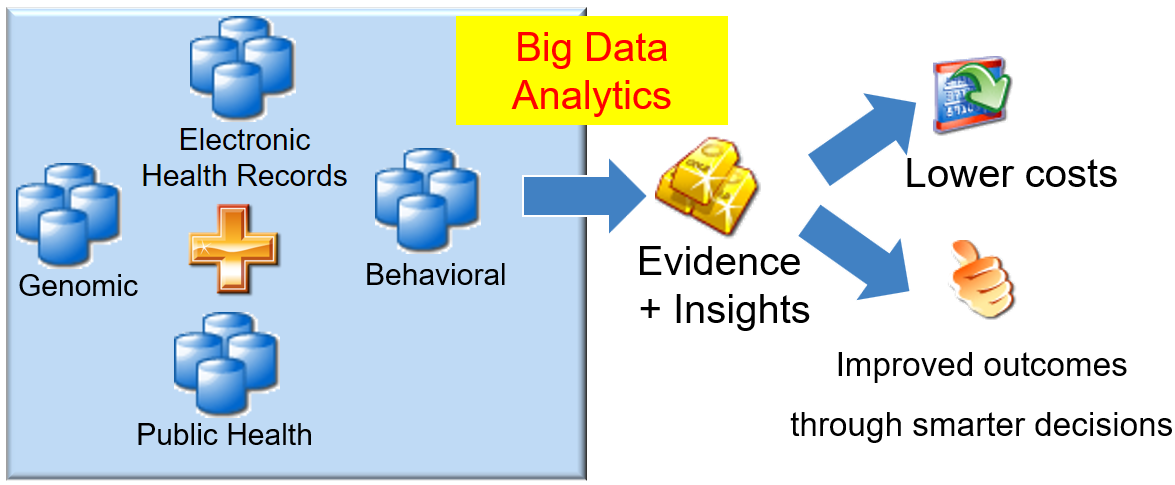 Big Data
Analytics
Electronic
Health Records
Genomic
Behavioral
Public Health
Evidence
+ Insights
Lower costs
Improved outcomes
through smarter decisions